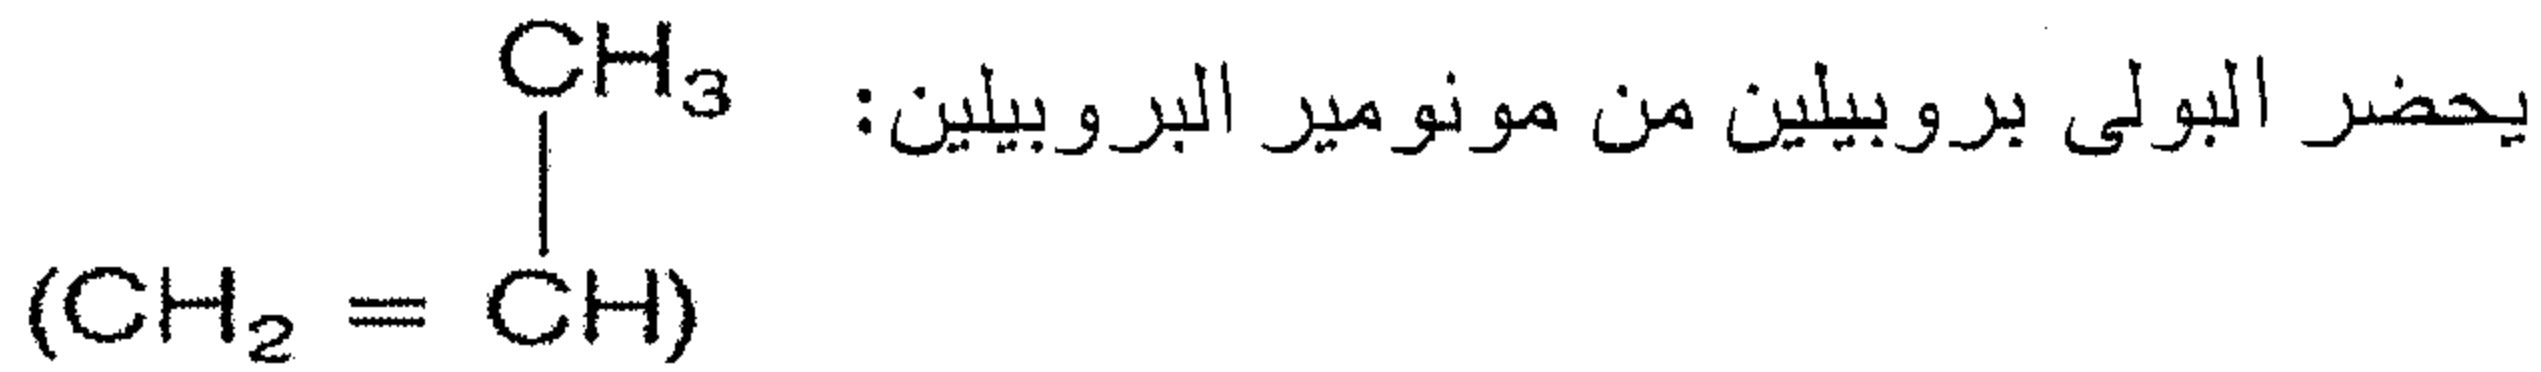 يحضر البولى بروبيلين من مونومير البروبيلين:
CH₃
|
(CH₂ = CH)